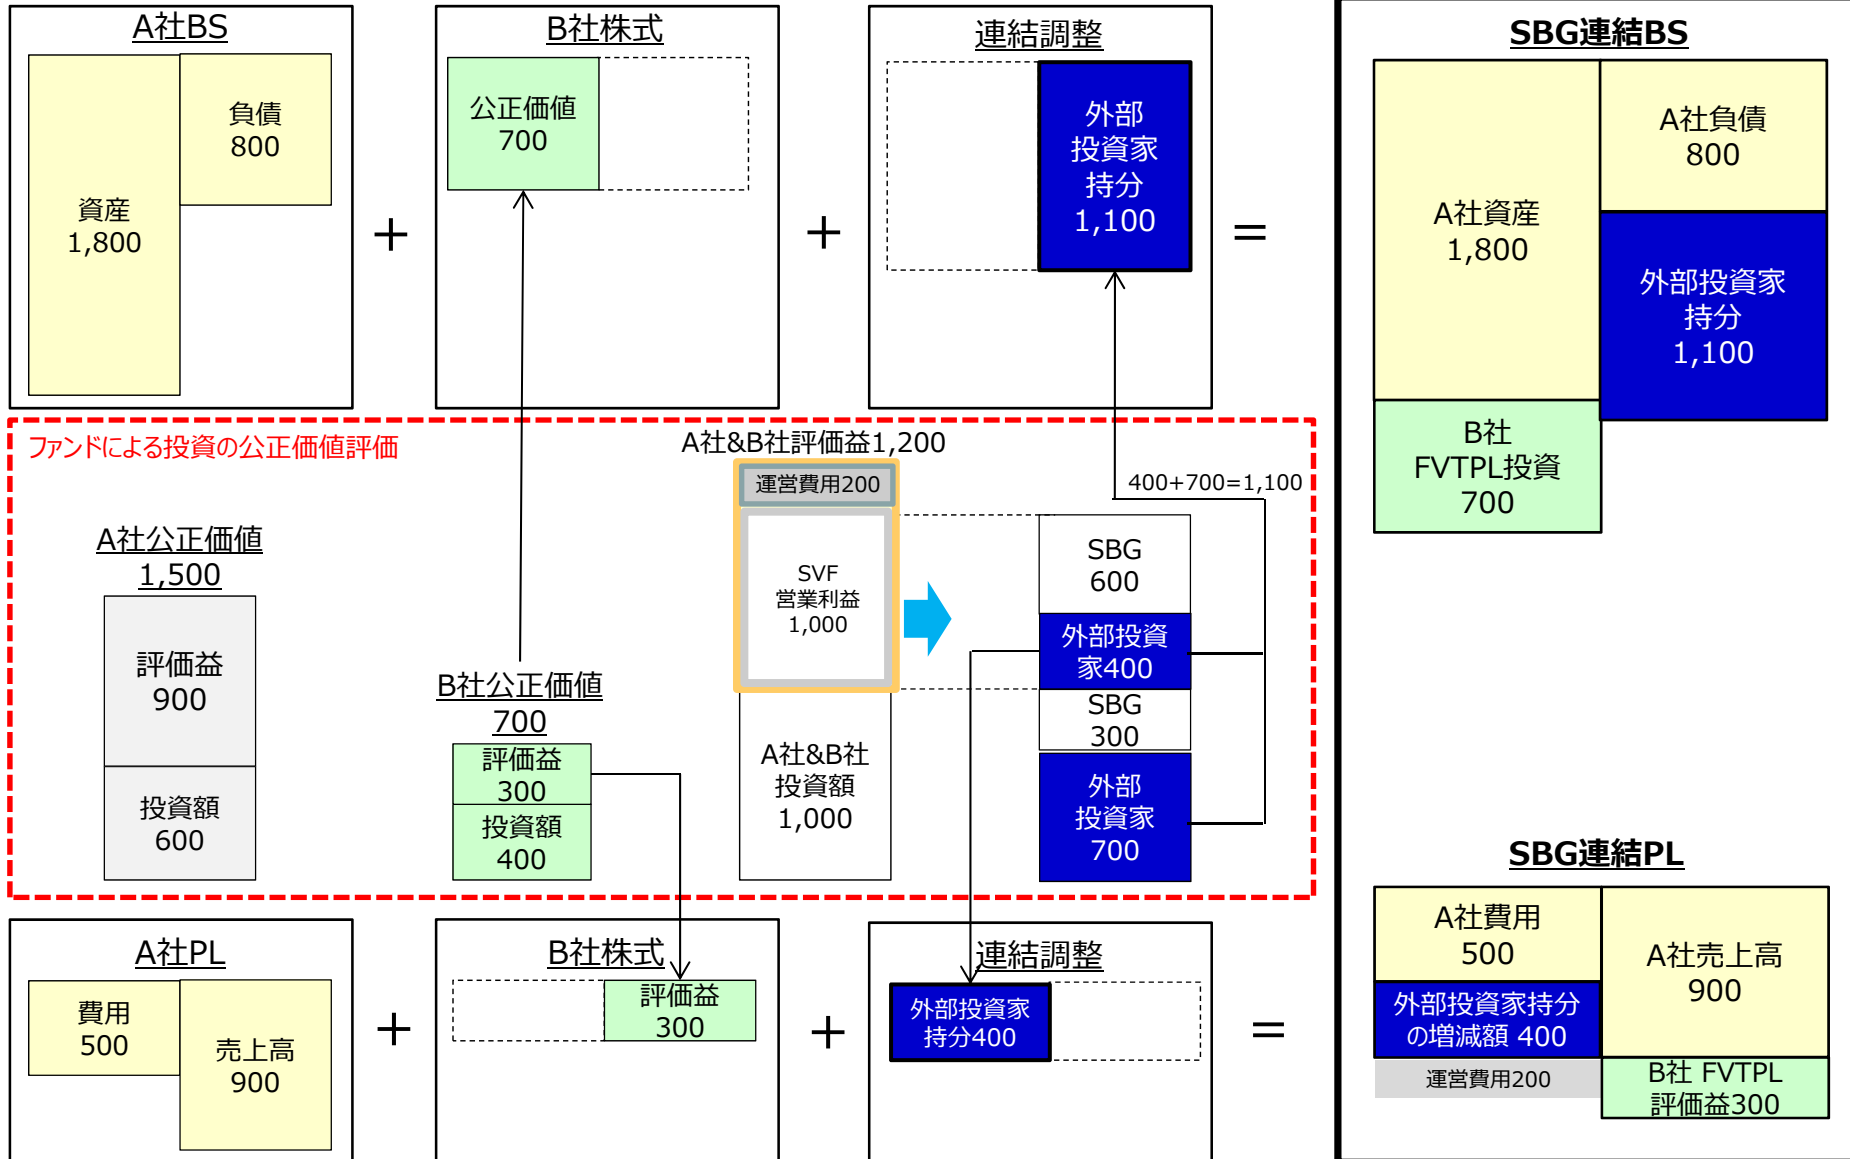 A社BS
負債
800
資産
1,800
+
B社株式
公正価値
700
+
連結調整
外部
投資家
持分
1,100
=
SBG連結BS
A社資産
1,800
A社負債
800
外部投資家
持分
1,100
B社
FVTPL投資
700
ファンドによる投資の公正価値評価
A社公正価値
1,500
評価益
900
投資額
600
B社公正価値
700
評価益
300
投資額
400
A社&B社評価益1,200
運営費用200
SVF
営業利益
1,000
A社&B社
投資額
1,000
400+700=1,100
SBG
600
外部投資
家400
SBG
300
外部
投資家
700
A社PL
費用
500
売上高
900
+
B社株式
評価益
300
+
連結調整
外部投資家
持分400
=
SBG連結PL
A社費用
500
外部投資家持分
の増減額 400
運営費用200
A社売上高
900
B社 FVTPL
評価益300